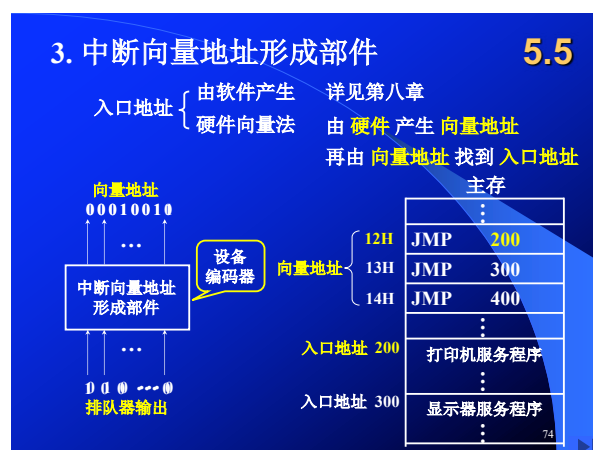 3. 中断向量地址形成部件
5.5
入口地址
由软件产生 详见第八章
硬件向量法 由 硬件 产生 向量地址
再由 向量地址 找到 入口地址
主存
向量地址
…
设备
编码器
中断向量地址
形成部件
…
排队器输出
向量地址
12H JMP 200
13H JMP 300
14H JMP 400
入口地址 200
打印机服务程序
入口地址 300
显示器服务程序
74